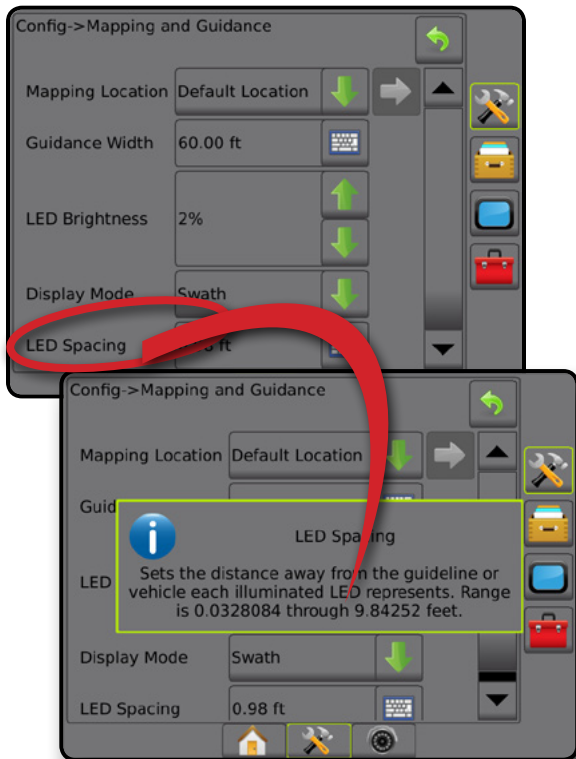 Config->Mapping and Guidance
Mapping Location Default Location
Guidance Width 60.00 ft
LED Brightness 2%
Display Mode Swath
LED Spacing ft
Config->Mapping and Guidance
Mapping Location Default Location
Guid
LED Spacing
LED
Sets the distance away from the guideline or
vehicle each illuminated LED represents. Range
is 0.0328084 through 9.84252 feet.
Display Mode Swath
LED Spacing 0.98 ft